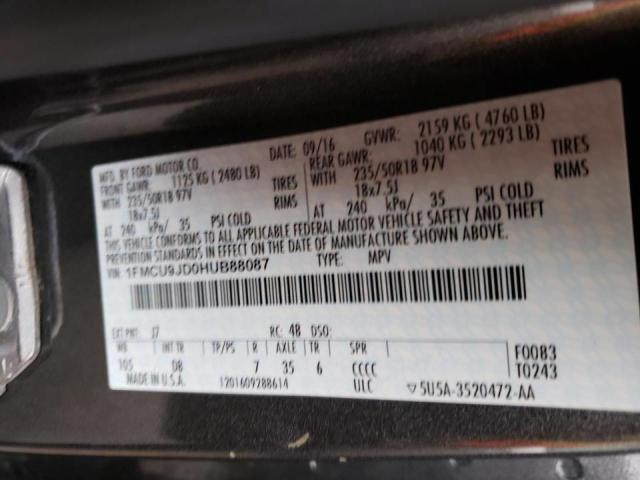 MFD. BY FORD MOTOR CO.
DATE: 09/16 GVWR: 2159 KG ( 4760 LB)
FRONT GAWR: 1125 KG ( 2480 LB) REAR GAWR: 1040 KG ( 2293 LB)
WITH 235/50R18 97V TIRES WITH 235/50R18 97V TIRES
18x7.5J RIMS 18x7.5J RIMS
AT 240 kPa/ 35 PSI COLD AT 240 kPa/ 35 PSI COLD
THIS VEHICLE CONFORMS TO ALL APPLICABLE FEDERAL MOTOR VEHICLE SAFETY AND THEFT
PREVENTION STANDARDS IN EFFECT ON THE DATE OF MANUFACTURE SHOWN ABOVE.
VIN: 1FMCU9JD0HUB88087 TYPE: MPV
EXT PNT: J7 RC: 48 DSO:
WB INT TR TP/PS R AXLE TR SPR F0083
105 D8 7 35 6 CCCC T0243
MADE IN U.S.A. 1201609288614 ULC ▽5U5A-3520472-AA